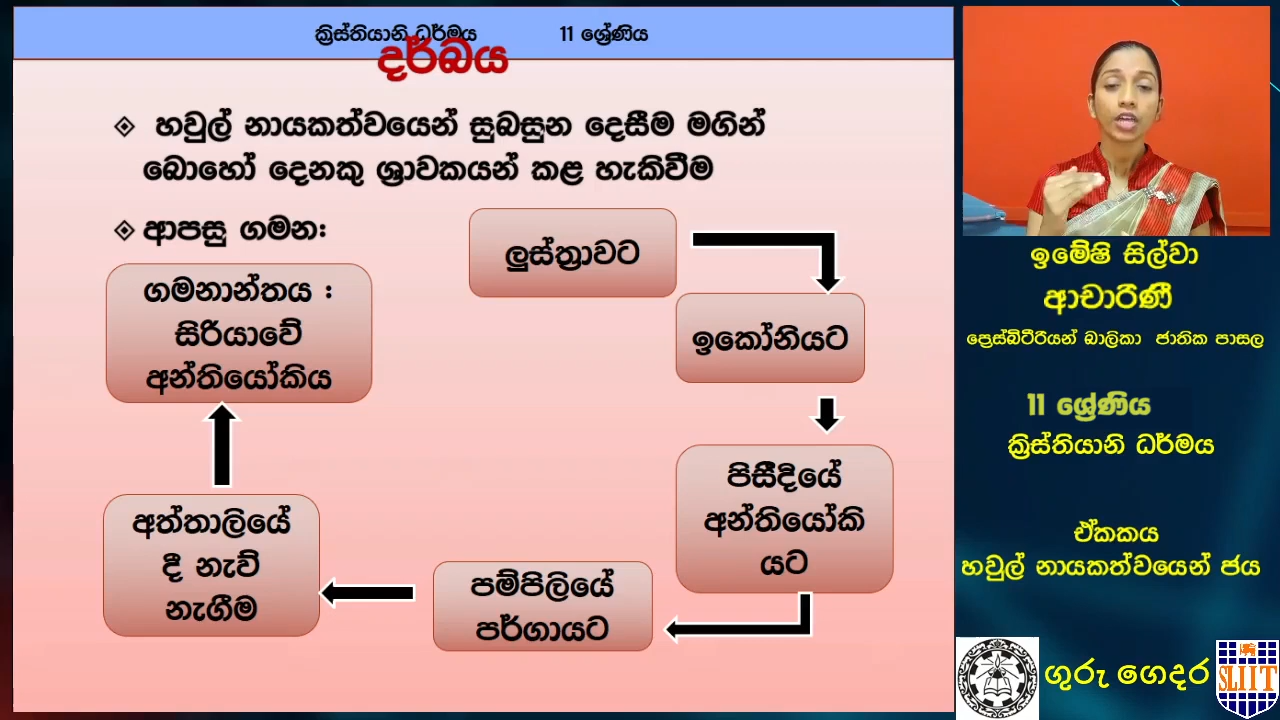 ක්‍රිස්තියානි ධර්මය 11 ශ්‍රේණිය
දර්බය
හවුල් නායකත්වයෙන් සුබසුන දෙසීම මගින්
බොහෝ දෙනකු ශ්‍රාවකයන් කළ හැකිවීම
ආපසු ගමන:
ලුස්ත්‍රාවට
ඉකෝනියට
පිසීදියේ
අන්තියෝකි
යට
පම්පිලියේ
පර්ගායට
අත්තාලියේ
දී නැව්
නැගීම
ගමනාන්තය :
සිරියාවේ
අන්තියෝකිය
ඉමේෂි සිල්වා
ආචාරිණී
ප්‍රෙස්බිටීරියන් බාලිකා ජාතික පාසල
11 ශ්‍රේණිය
ක්‍රිස්තියානි ධර්මය
ඒකකය
හවුල් නායකත්වයෙන් ජය
ගුරු ගෙදර
SLIIT